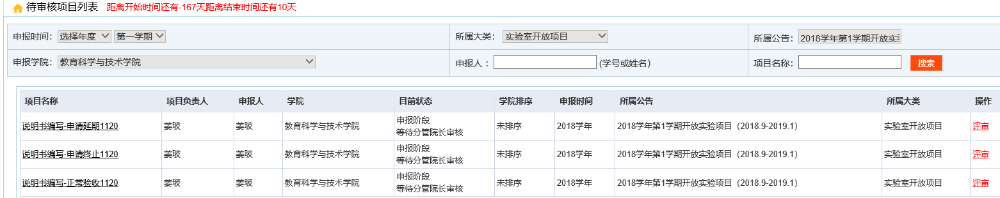 待审核项目列表 距离开始时间还有-167天距离结束时间还有10天
申报时间: 选择年度 第一学期 所属大类: 实验室开放项目 所属公告: 2018学年第1学期开放实
申报学院: 教育科学与技术学院 申报人: (学号或姓名) 项目名称: 搜索
项目名称 项目负责人 申报人 学院 目前状态 学院排序 申报时间 所属公告 所属大类 操作
说明书编写-申请延期1120 姜玻 姜玻 教育科学与技术学院 申报阶段 未排序 2018学年 2018学年第1学期开放实验项目 (2018.9-2019.1) 实验室开放项目 评审
等待分管院长审核
说明书编写-申请终止1120 姜玻 姜玻 教育科学与技术学院 申报阶段 未排序 2018学年 2018学年第1学期开放实验项目 (2018.9-2019.1) 实验室开放项目 评审
等待分管院长审核
说明书编写-正常验收1120 姜玻 姜玻 教育科学与技术学院 申报阶段 未排序 2018学年 2018学年第1学期开放实验项目 (2018.9-2019.1) 实验室开放项目 评审
等待分管院长审核